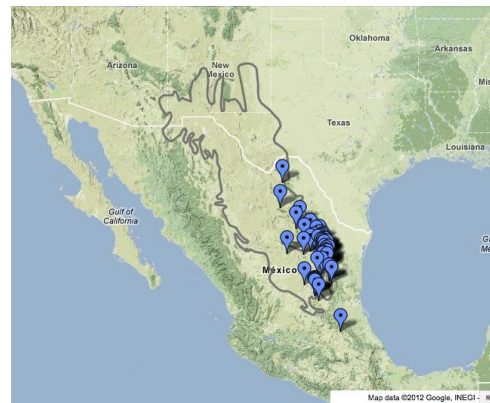 Oklahoma
Arizona
New
Mexico
Arkansas
Texas
Louisiana
Gulf of
California
México
Map data ©2012 Google, INEGI -